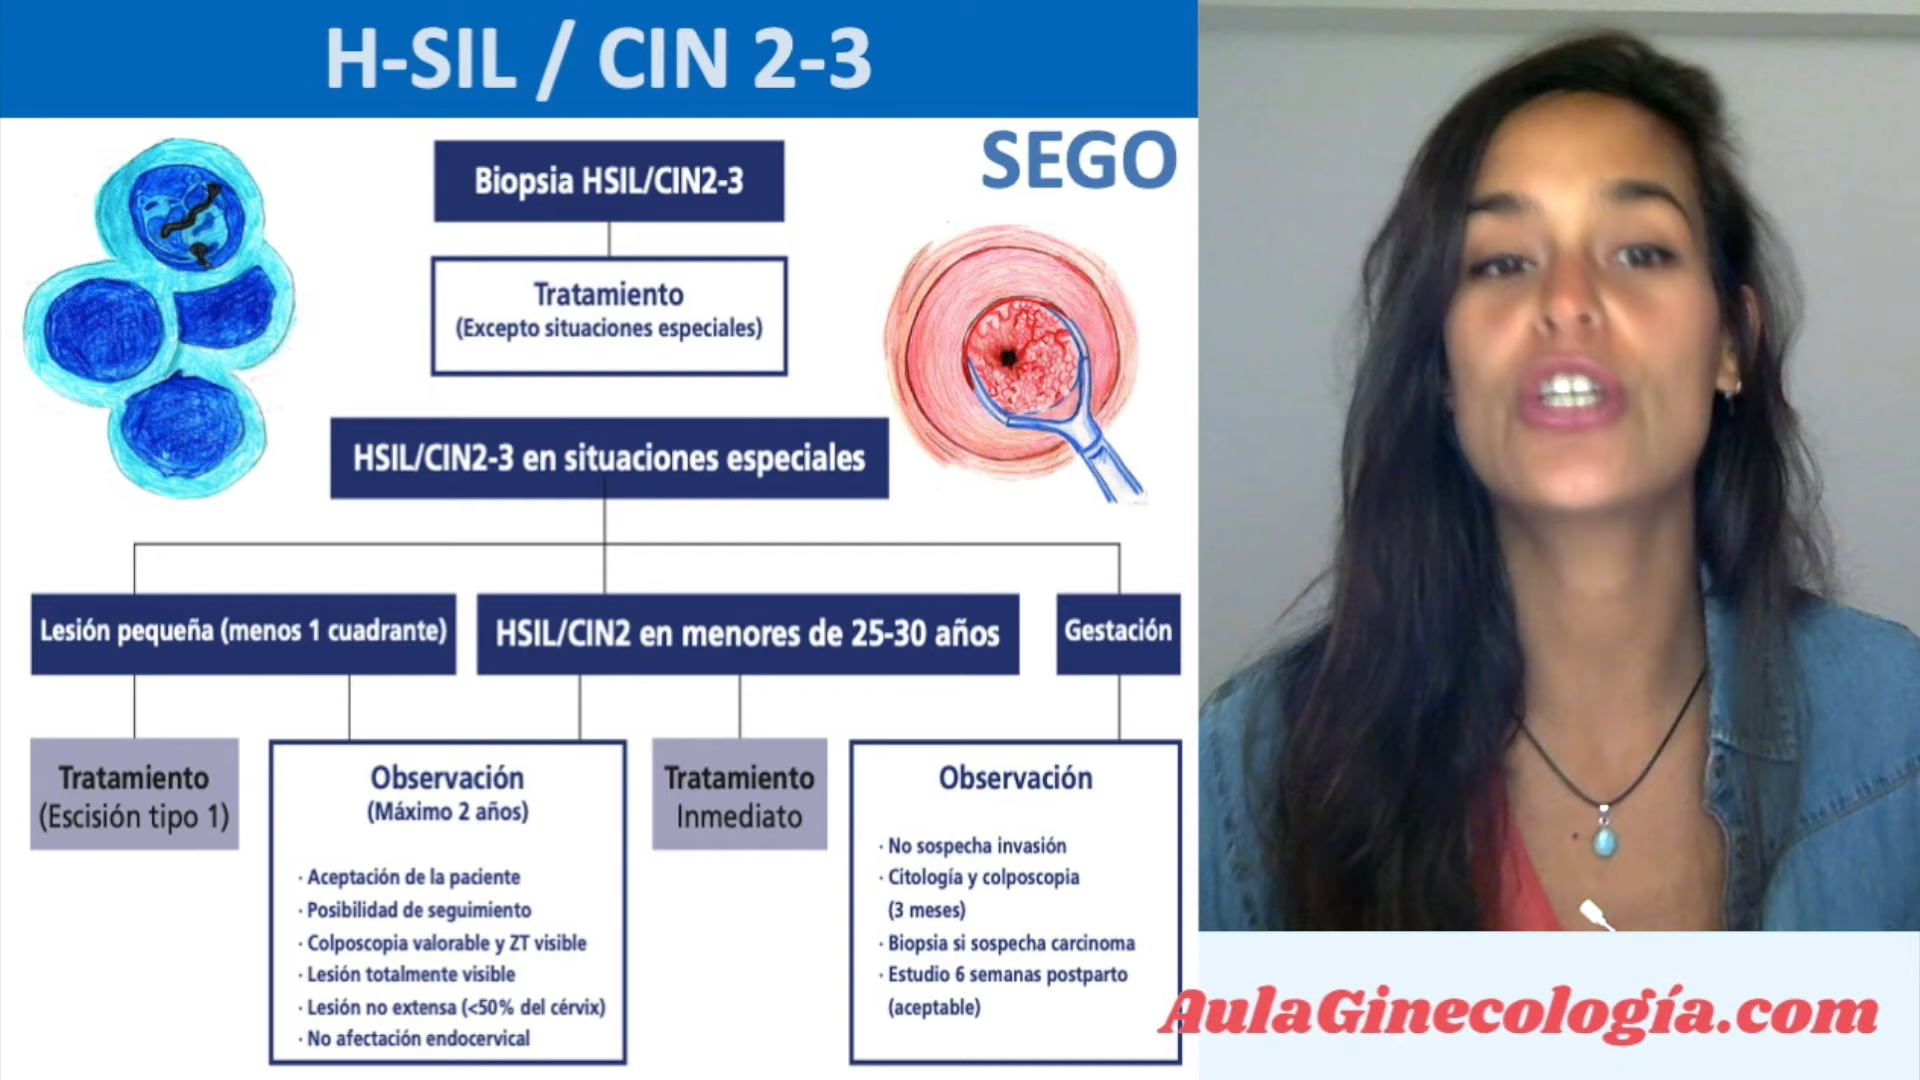 H-SIL / CIN 2-3
SEGO
Biopsia HSIL/CIN2-3
Tratamiento
(Excepto situaciones especiales)
HSIL/CIN2-3 en situaciones especiales
Lesión pequeña (menos 1 cuadrante)
HSIL/CIN2 en menores de 25-30 años
Gestación
Tratamiento
(Escisión tipo 1)
Observación
(Máximo 2 años)
· Aceptación de la paciente
· Posibilidad de seguimiento
· Colposcopia valorable y ZT visible
· Lesión totalmente visible
· Lesión no extensa (<50% del cérvix)
· No afectación endocervical
Tratamiento
Inmediato
Observación
· No sospecha invasión
· Citología y colposcopia
(3 meses)
· Biopsia si sospecha carcinoma
· Estudio 6 semanas postparto
(aceptable)
AulaGinecología.com